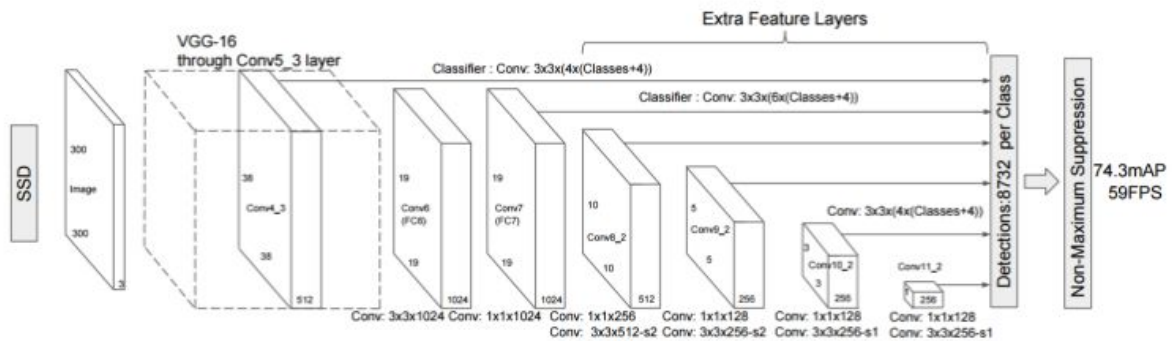 Extra Feature Layers
VGG-16
through Conv5_3 layer
Classifier : Conv: 3x3x(4x(Classes+4))
Classifier : Conv: 3x3x(6x(Classes+4))
SSD
300
Image
300
3
38
Conv4_3
38
512
19
Conv6
(FC6)
19
1024
19
Conv7
(FC7)
19
1024
10
Conv8_2
10
512
5
Conv9_2
5
256
Conv: 3x3x(4x(Classes+4))
3
Conv10_2
3
256
Conv11_2
1
256
Conv: 3x3x1024
Conv: 1x1x1024
Conv: 1x1x256
Conv: 3x3x512-s2
Conv: 1x1x128
Conv: 3x3x256-s2
Conv: 1x1x128
Conv: 3x3x256-s1
Conv: 1x1x128
Conv: 3x3x256-s1
Detections:8732 per Class
Non-Maximum Suppression
74.3mAP
59FPS